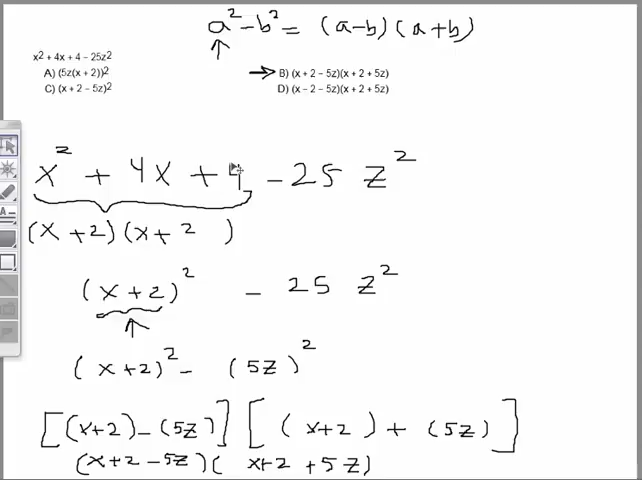 a² - b² = (a-b)(a+b)
x² + 4x + 4 - 25z²
A) (5z(x + 2))² B) (x + 2 - 5z)(x + 2 + 5z)
C) (x + 2 - 5z)² D) (x - 2 - 5z)(x + 2 + 5z)
x² + 4x + 4 - 25 z²
(x + 2)(x + 2 )
(x + 2)² - 25 z²
(x + 2)² - (5z)²
[(x+2) - (5z)] [(x+2) + (5z)]
(x+2 - 5z)( x+2 + 5z)